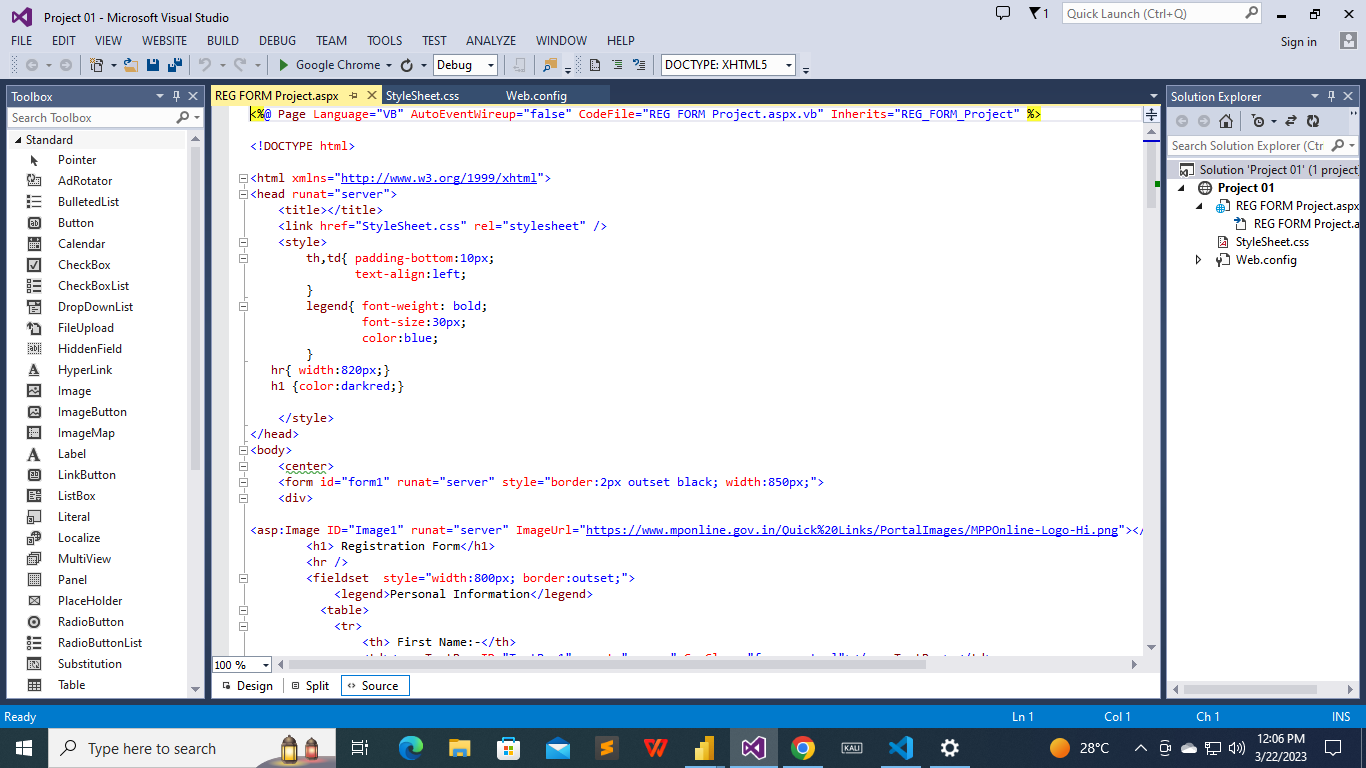 Project 01 - Microsoft Visual Studio
1
Quick Launch (Ctrl+Q)
FILE EDIT VIEW WEBSITE BUILD DEBUG TEAM TOOLS TEST ANALYZE WINDOW HELP
Sign in
Google Chrome
Debug
DOCTYPE: XHTML5
Toolbox
Search Toolbox
Standard
Pointer
AdRotator
BulletedList
Button
Calendar
CheckBox
CheckBoxList
DropDownList
FileUpload
HiddenField
HyperLink
Image
ImageButton
ImageMap
Label
LinkButton
ListBox
Literal
Localize
MultiView
Panel
PlaceHolder
RadioButton
RadioButtonList
Substitution
Table
REG FORM Project.aspx StyleSheet.css Web.config
<%@ Page Language="VB" AutoEventWireup="false" CodeFile="REG FORM Project.aspx.vb" Inherits="REG_FORM_Project" %>
<!DOCTYPE html>
<html xmlns="http://www.w3.org/1999/xhtml">
<head runat="server">
<title></title>
<link href="StyleSheet.css" rel="stylesheet" />
<style>
th,td{ padding-bottom:10px;
text-align:left;
}
legend{ font-weight: bold;
font-size:30px;
color:blue;
}
hr{ width:820px;}
h1 {color:darkred;}
</style>
</head>
<body>
<center>
<form id="form1" runat="server" style="border:2px outset black; width:850px;">
<div>
<asp:Image ID="Image1" runat="server" ImageUrl="https://www.mponline.gov.in/Quick%20Links/PortalImages/MPPOnline-Logo-Hi.png"></
<h1> Registration Form</h1>
<hr />
<fieldset  style="width:800px; border:outset;">
<legend>Personal Information</legend>
<table>
<tr>
<th> First Name:-</th>
100 %
Design Split Source
Solution Explorer
Search Solution Explorer (Ctr
Solution 'Project 01' (1 project
Project 01
REG FORM Project.aspx
REG FORM Project.a
StyleSheet.css
Web.config
Ready
Ln 1 Col 1 Ch 1 INS
Type here to search
KALI
28°C
12:06 PM
3/22/2023